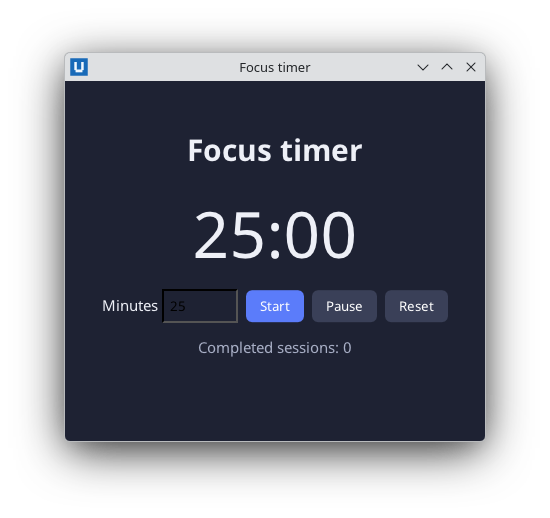 Focus timer
Focus timer
25:00
Minutes 25 Start Pause Reset
Completed sessions: 0